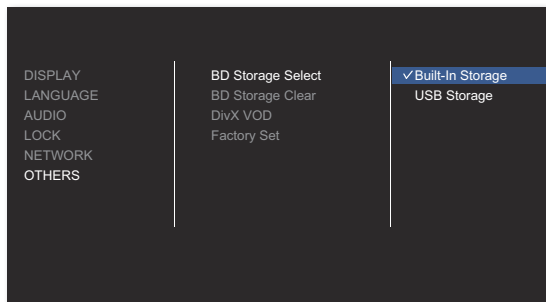 DISPLAY
LANGUAGE
AUDIO
LOCK
NETWORK
OTHERS
BD Storage Select
BD Storage Clear
DivX VOD
Factory Set
✓Built-In Storage
USB Storage